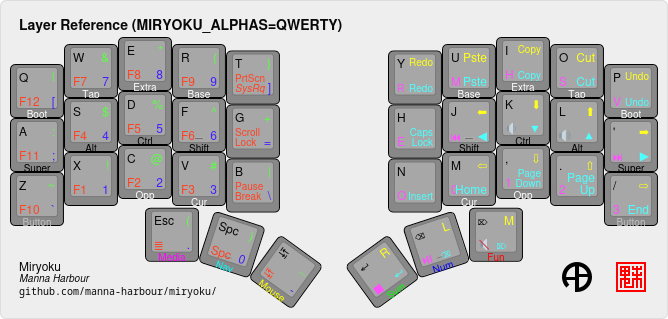 Layer Reference (MIRYOKU_ALPHAS=QWERTY)
Q F12 [ Boot
W & F7 7 Tap
E * F8 8 Extra
R ( F9 9 Base
T PrtScn SysRq ]
Y Redo Redo
U Pste Pste Base
I Copy Copy Extra
O Cut Cut Tap
P Undo Undo Boot
A : F11 ; Super
S $ F4 4 Alt
D % F5 5 Ctrl
F ^ F6 6 Shift
G + Scroll Lock =
H Caps Lock
J Shift
K Ctrl
L Alt
' Super
Z ~ F10 ` Button
X ! F1 1
C @ F2 2 Opp
V # F3 3 Cur
B | Pause Break \
N Insert
M Home Cur
, Page Down Opp
. Page Up
/ End Button
Esc Media
Spc Spc 0 Nav
Mouse
R
L Num
M Fun
Miryoku
Manna Harbour
github.com/manna-harbour/miryoku/